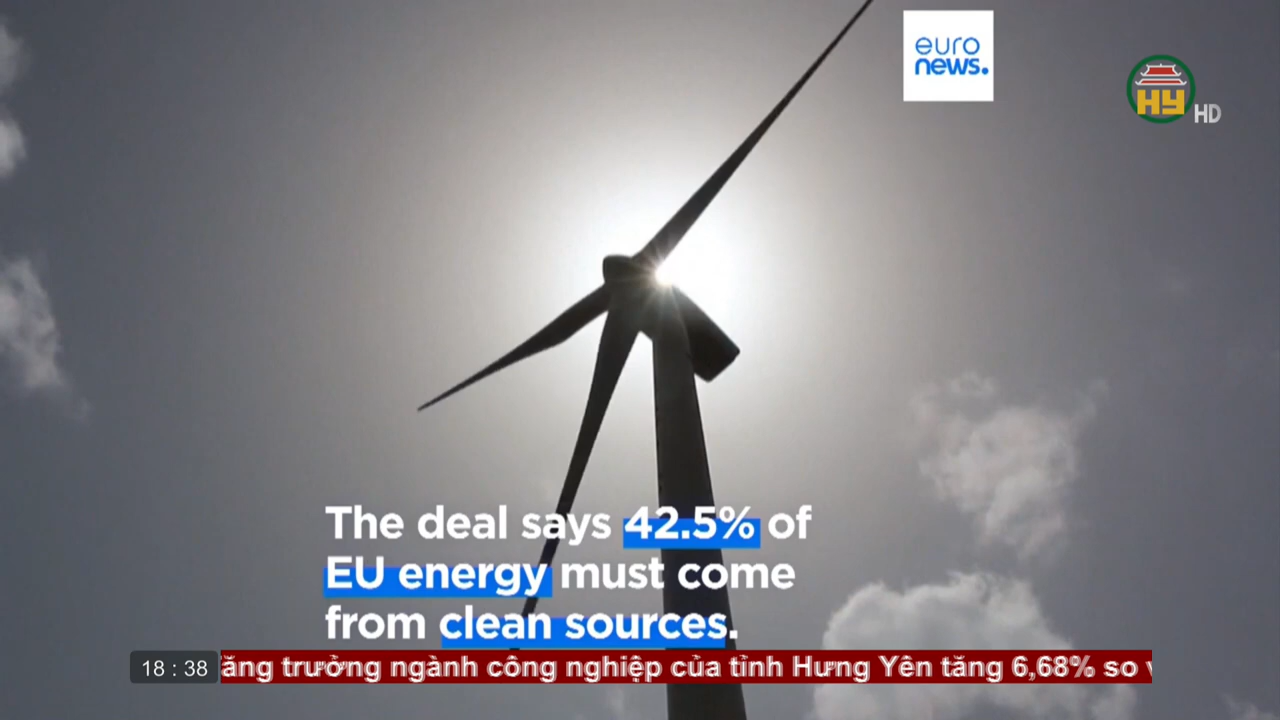 euro
news.
HY
HD
The deal says 42.5% of
EU energy must come
from clean sources.
18 : 38
ăng trưởng ngành công nghiệp của tỉnh Hưng Yên tăng 6,68% so